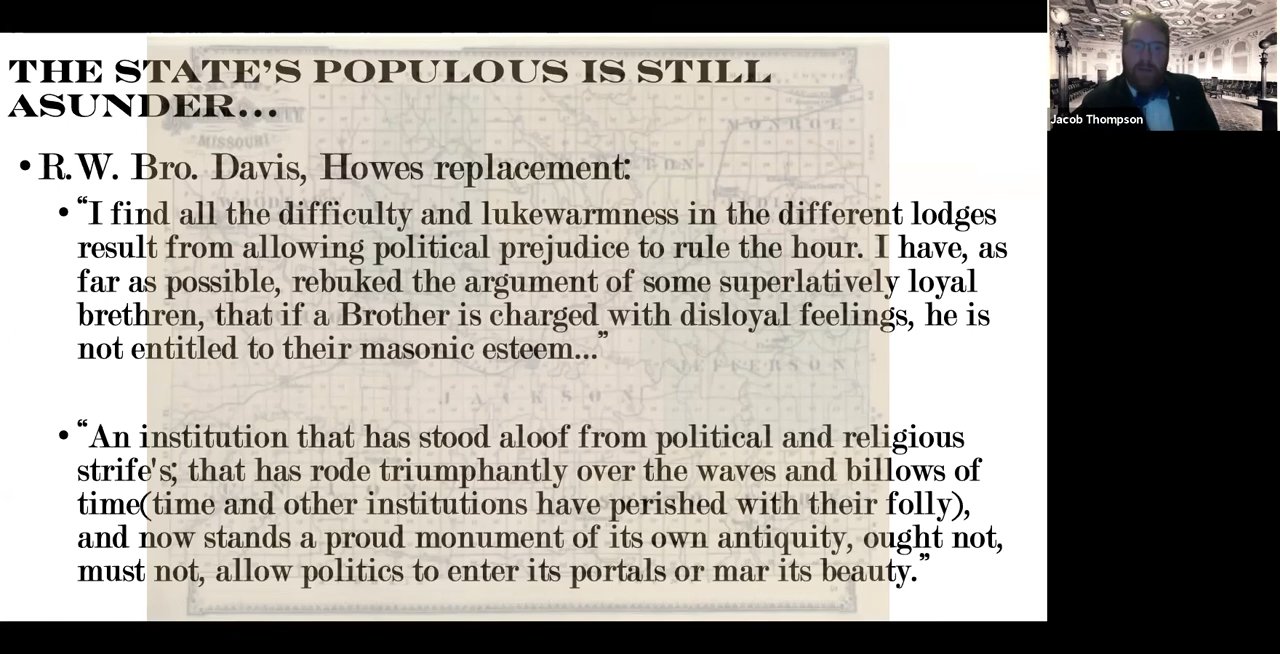 THE STATE'S POPULOUS IS STILL
ASUNDER...
• R.W. Bro. Davis, Howes replacement:
• “I find all the difficulty and lukewarmness in the different lodges
result from allowing political prejudice to rule the hour. I have, as
far as possible, rebuked the argument of some superlatively loyal
brethren, that if a Brother is charged with disloyal feelings, he is
not entitled to their masonic esteem...”
• “An institution that has stood aloof from political and religious
strife's; that has rode triumphantly over the waves and billows of
time(time and other institutions have perished with their folly),
and now stands a proud monument of its own antiquity, ought not,
must not, allow politics to enter its portals or mar its beauty.”
Jacob Thompson
MISSOURI
MONROE
JEFFERSON
JACKSON